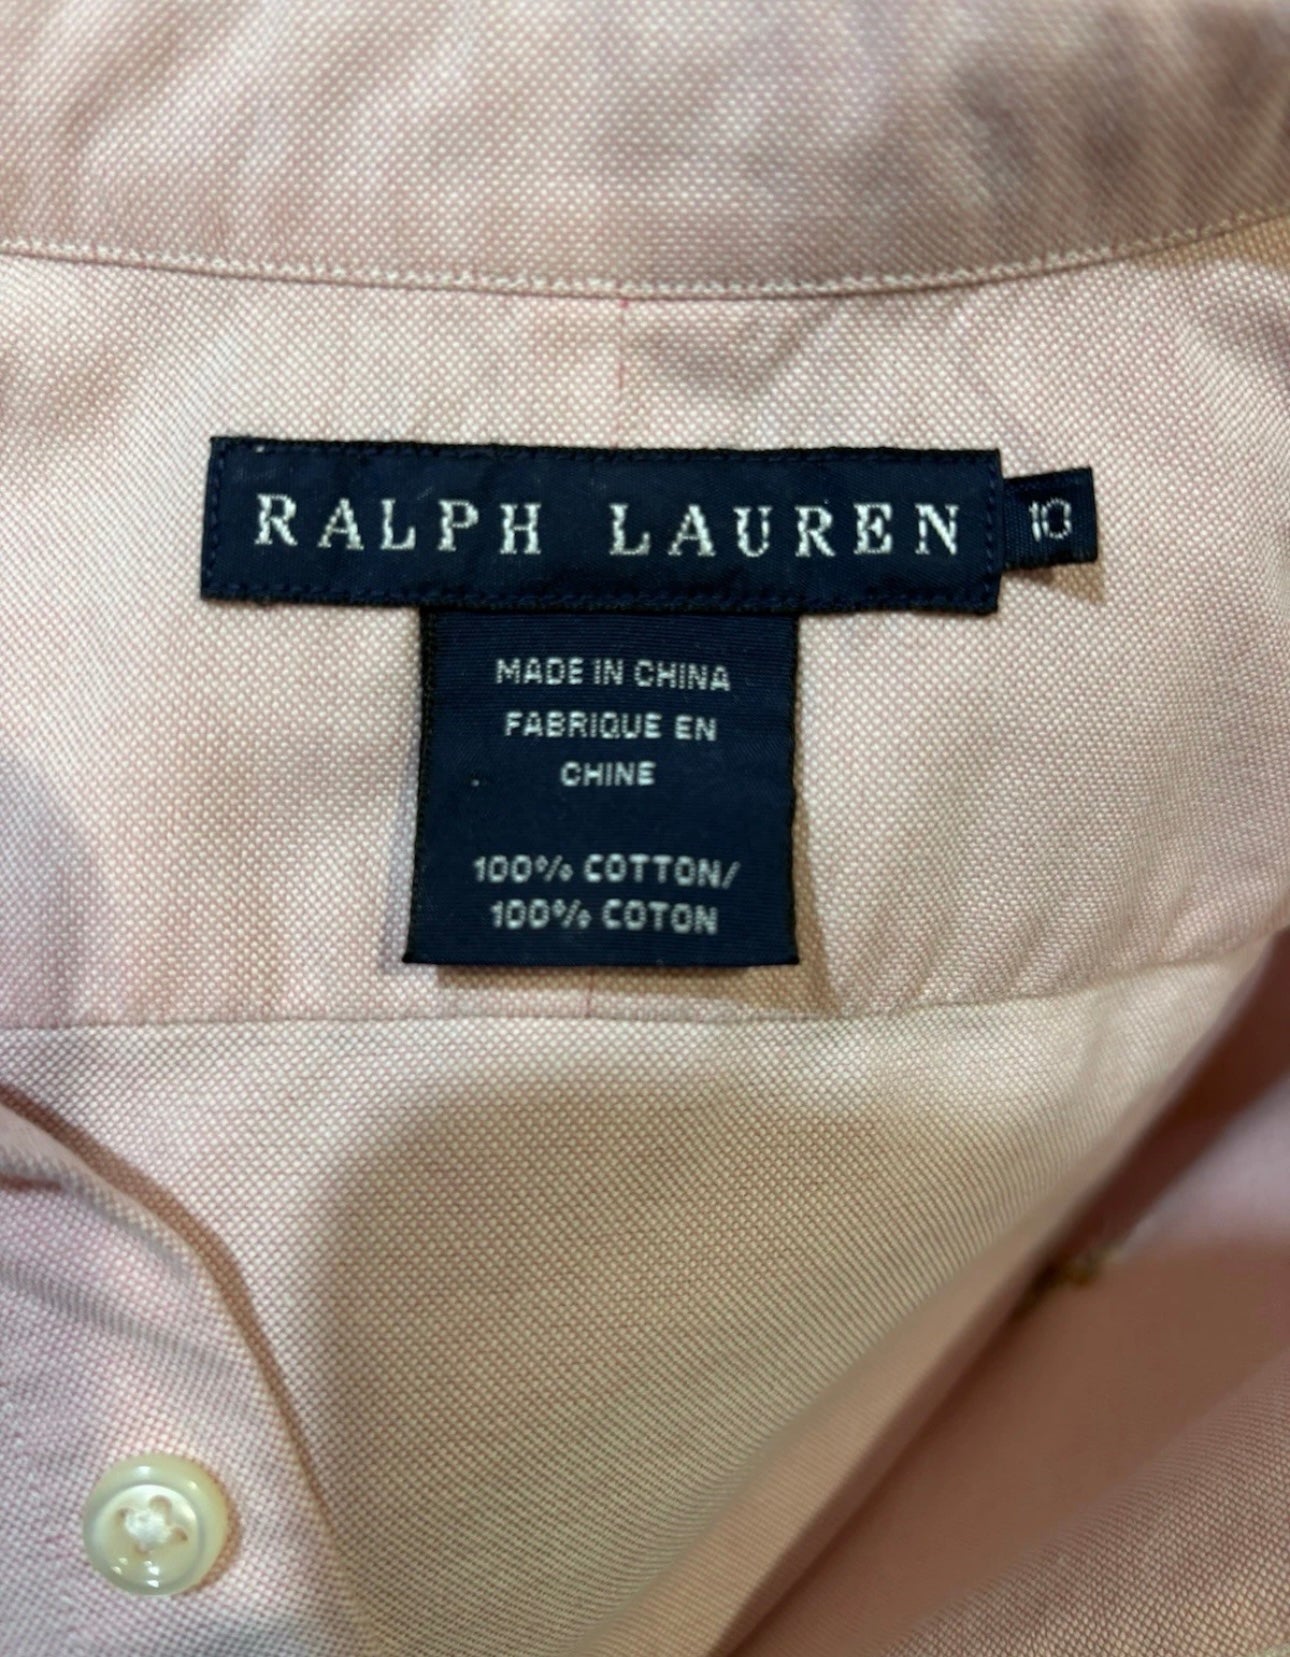 RALPH LAUREN 10
MADE IN CHINA
FABRIQUE EN
CHINE
100% COTTON/
100% COTON